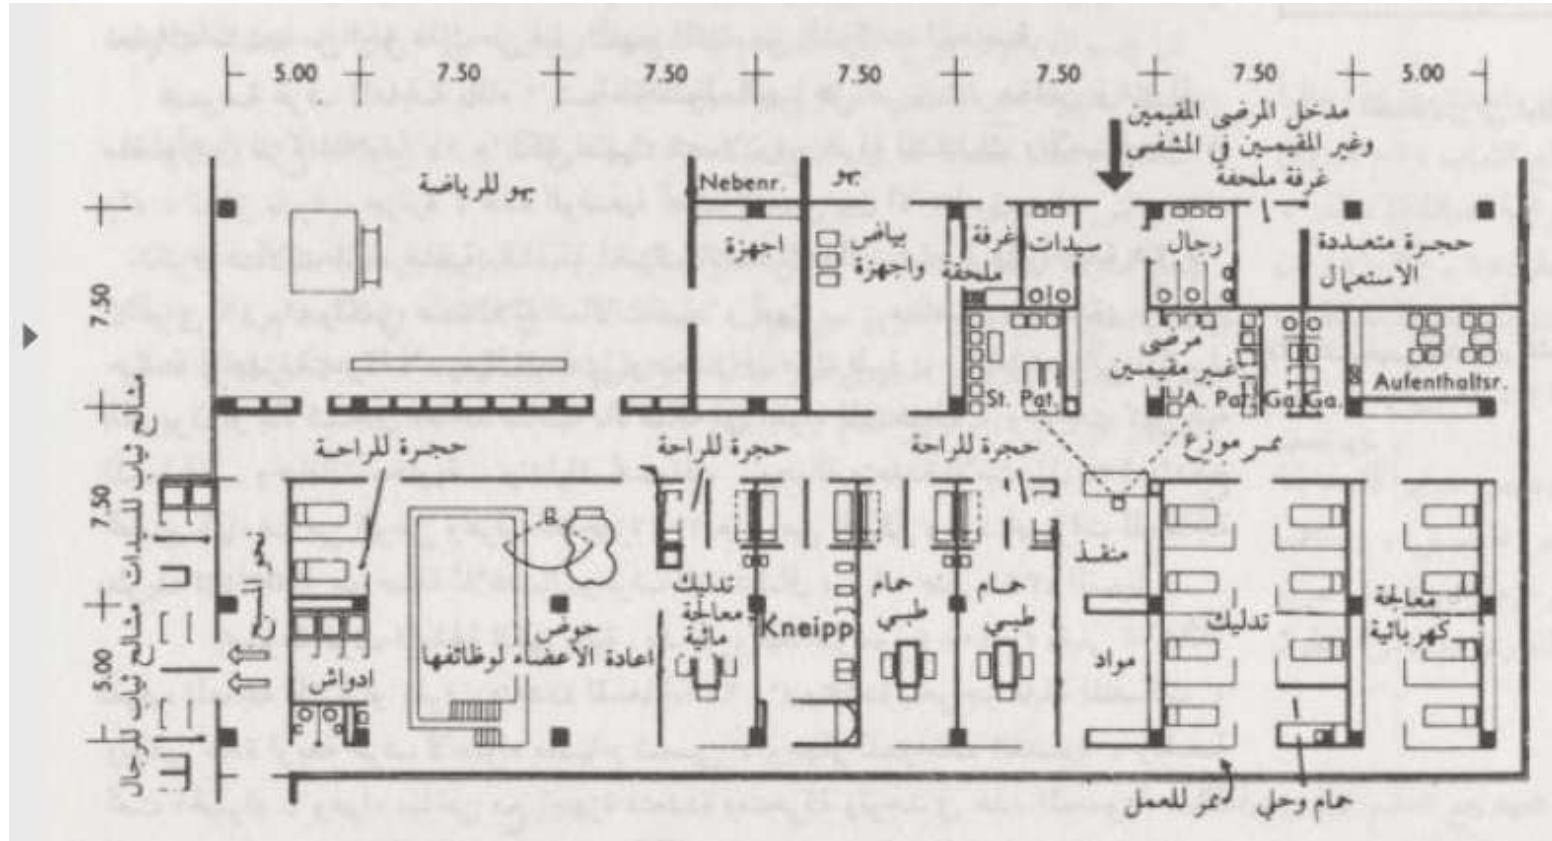 5.00 7.50 7.50 7.50 7.50 7.50 5.00
مدخل المرضى المقيمين
وغير المقيمين في المشفى
غرفة ملحقة
بهو للرياضة
Nebenr.
بهو
اجهزة
بياض
واجهزة
غرفة
ملحقة
سيدات
رجال
حجرة متعددة
الاستعمال
7.50
7.50
5.00
St. Pat.
مرضى
غير مقيمين
A. Pat.
Ga.
Ga.
Aufenthaltsr.
حجرة للراحة
حجرة للراحة
حجرة للراحة
ممر موزع
مشالح ثياب للسيدات
مشالح ثياب للرجال
نحو المسبح
ادواش
حوض
اعادة الأعضاء لوظائفها
تدليك
معالجة
مائية
Kneipp
حمام
طبي
حمام
طبي
منقذ
مواد
تدليك
معالجة
كهربائية
ممر للعمل
حمام وحلي